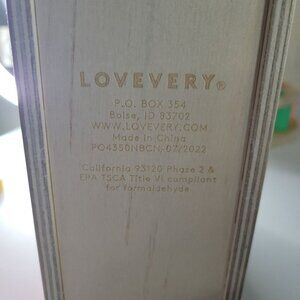 LOVEVERY®
P.O. BOX 354
Boise, ID 83702
WWW.LOVEVERY.COM
Made in China
PO4350NBCN-07/2022
California 93120 Phase 2 &
EPA TSCA Title VI compliant
for formaldehyde